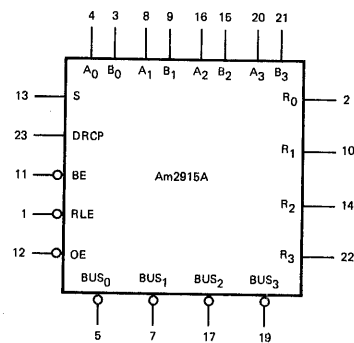 4 3 8 9 16 15 20 21
A0 B0 A1 B1 A2 B2 A3 B3
13 S R0 2
23 DRCP
R1 10
11 BE Am2915A
1 RLE R2 14
12 OE R3 22
BUS0 BUS1 BUS2 BUS3
5 7 17 19